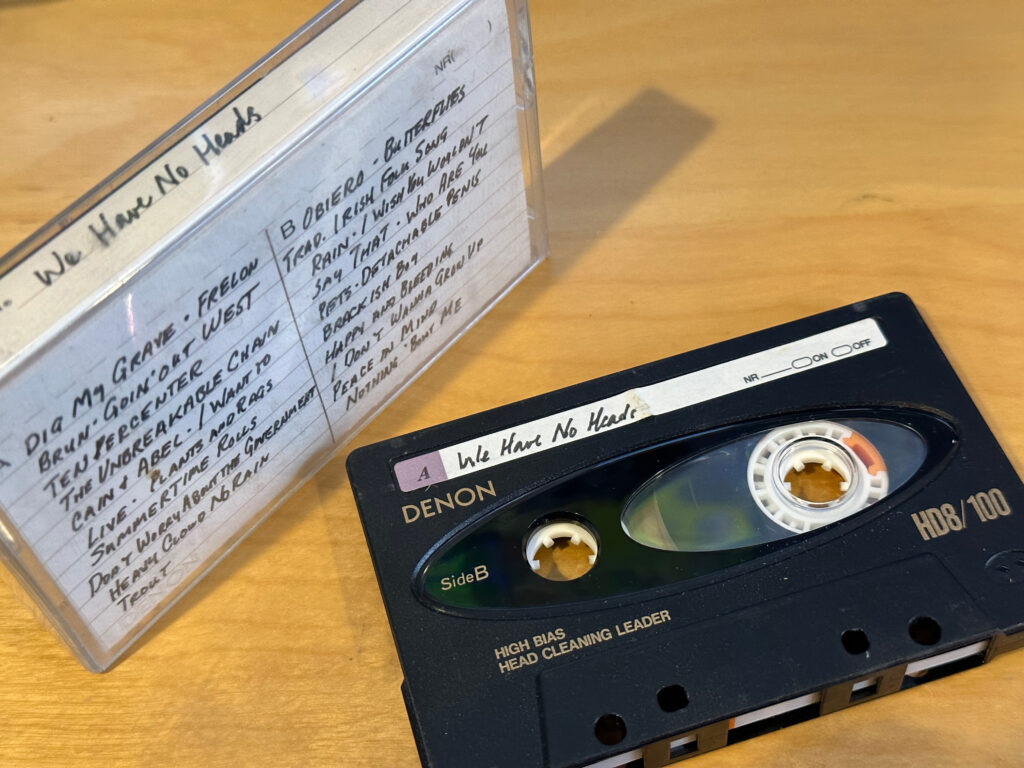 We Have No Heads
NR
A DIG MY GRAVE · FRELON
BRUN · GOIN' OUT WEST
TEN PERCENTER
THE UNBREAKABLE CHAIN
CAIN & ABEL · I WANT TO
LIVE · PLANTS AND RAGS
SUMMERTIME ROLLS
DON'T WORRY ABOUT THE GOVERNMENT
HEAVY CLOUD NO RAIN
TROUT
B OBIERO · BUTTERFLIES
TRAD. IRISH FOLK SONG
RAIN · I WISH YOU WOULDN'T
SAY THAT · WHO ARE YOU
PETS · DETACHABLE PENIS
BRACKISH BOY
HAPPY AND BLEEDING
I DON'T WANNA GROW UP
PEACE IN MIND
NOTHING · BOUT ME
A We Have No Heads
NR ON OFF
DENON
HD8/100
Side B
HIGH BIAS
HEAD CLEANING LEADER